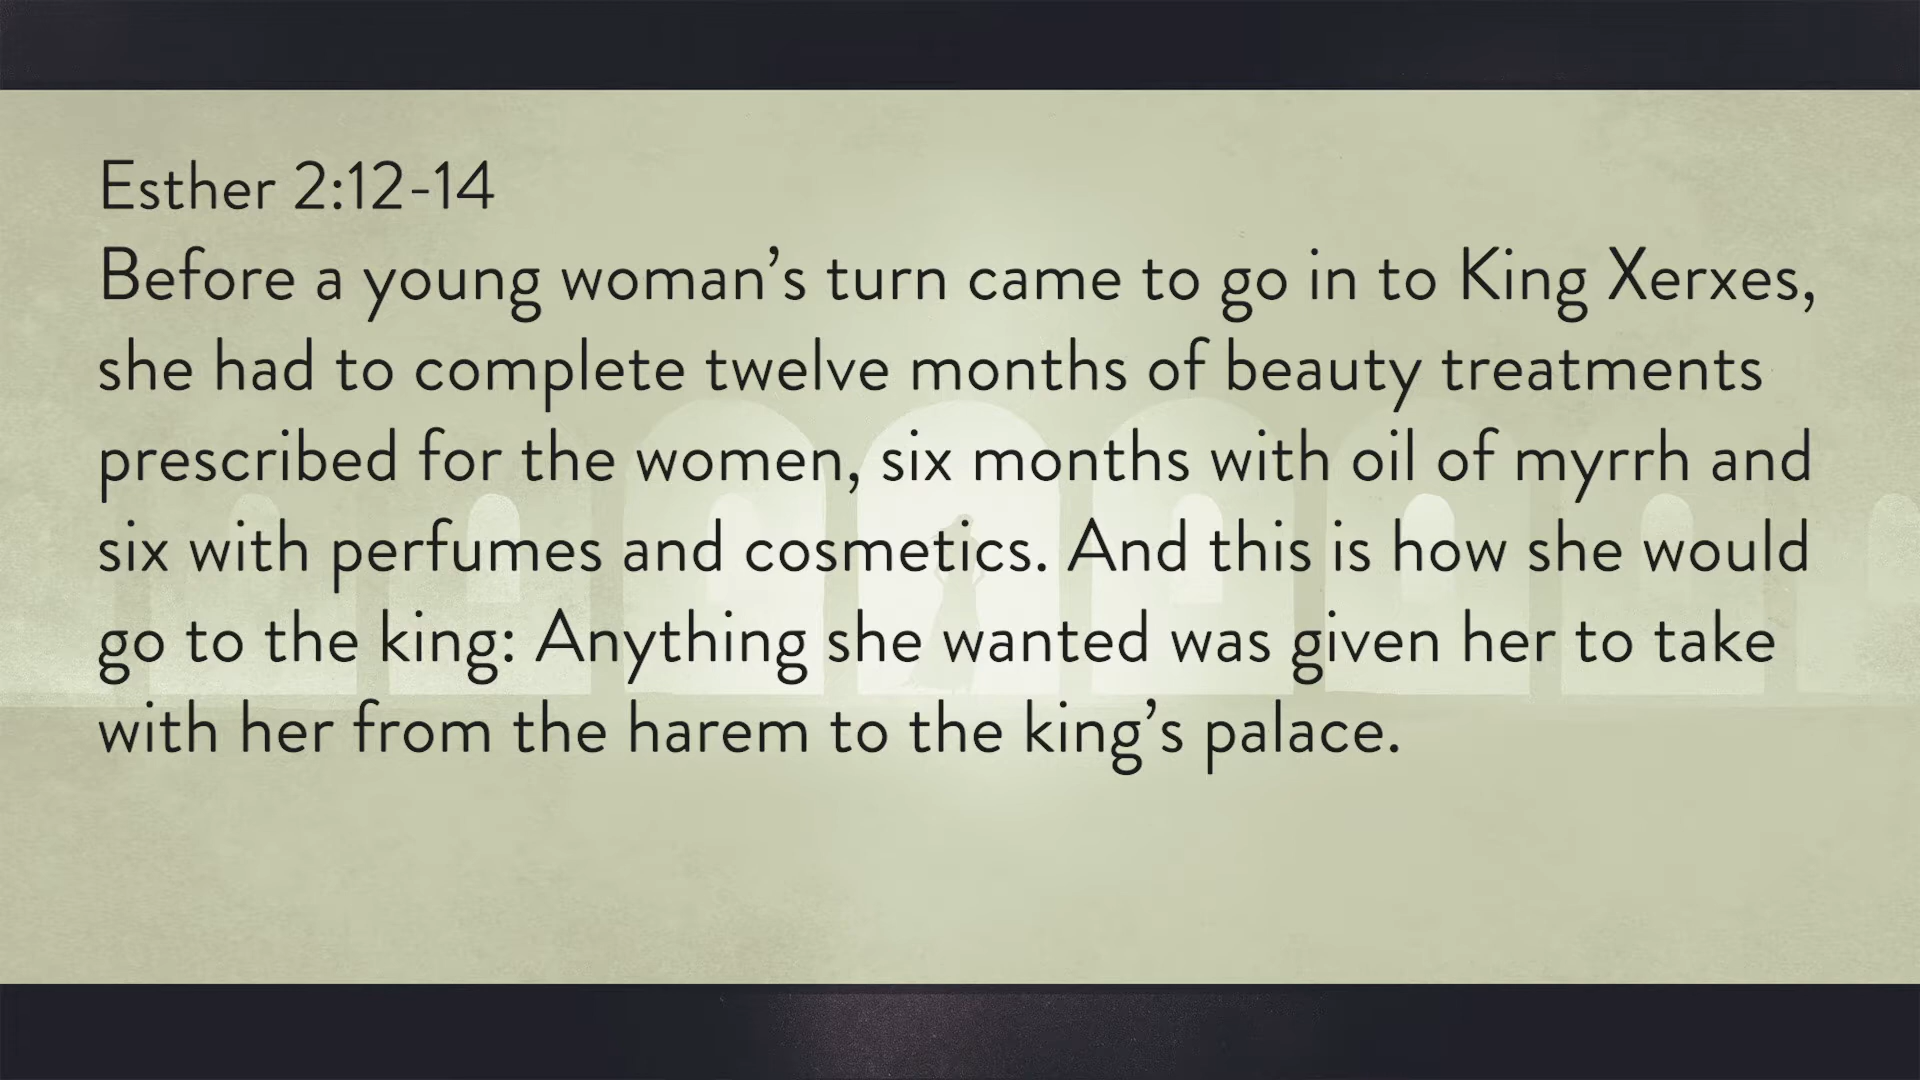 Esther 2:12-14
Before a young woman’s turn came to go in to King Xerxes,
she had to complete twelve months of beauty treatments
prescribed for the women, six months with oil of myrrh and
six with perfumes and cosmetics. And this is how she would
go to the king: Anything she wanted was given her to take
with her from the harem to the king’s palace.